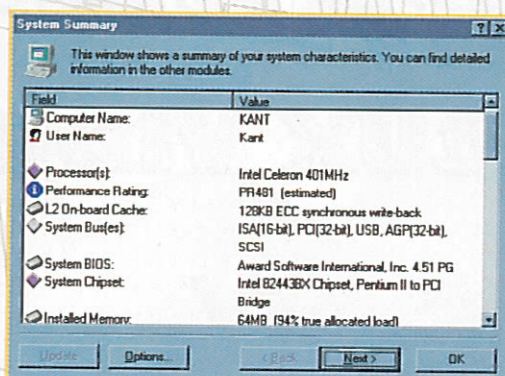 System Summary
This window shows a summary of your system characteristics. You can find detailed
information in the other modules.
Field Value
Computer Name: KANT
User Name: Kant
Processor(s): Intel Celeron 401MHz
Performance Rating: PR481 (estimated)
L2 On-board Cache: 128KB ECC synchronous write-back
System Bus(es): ISA(16-bit), PCI(32-bit), USB, AGP(32-bit),
SCSI
System BIOS: Award Software International, Inc. 4.51 PG
System Chipset: Intel 82443BX Chipset, Pentium II to PCI
Bridge
Installed Memory: 64MB (94% true allocated load)
Update Options... < Back Next > OK